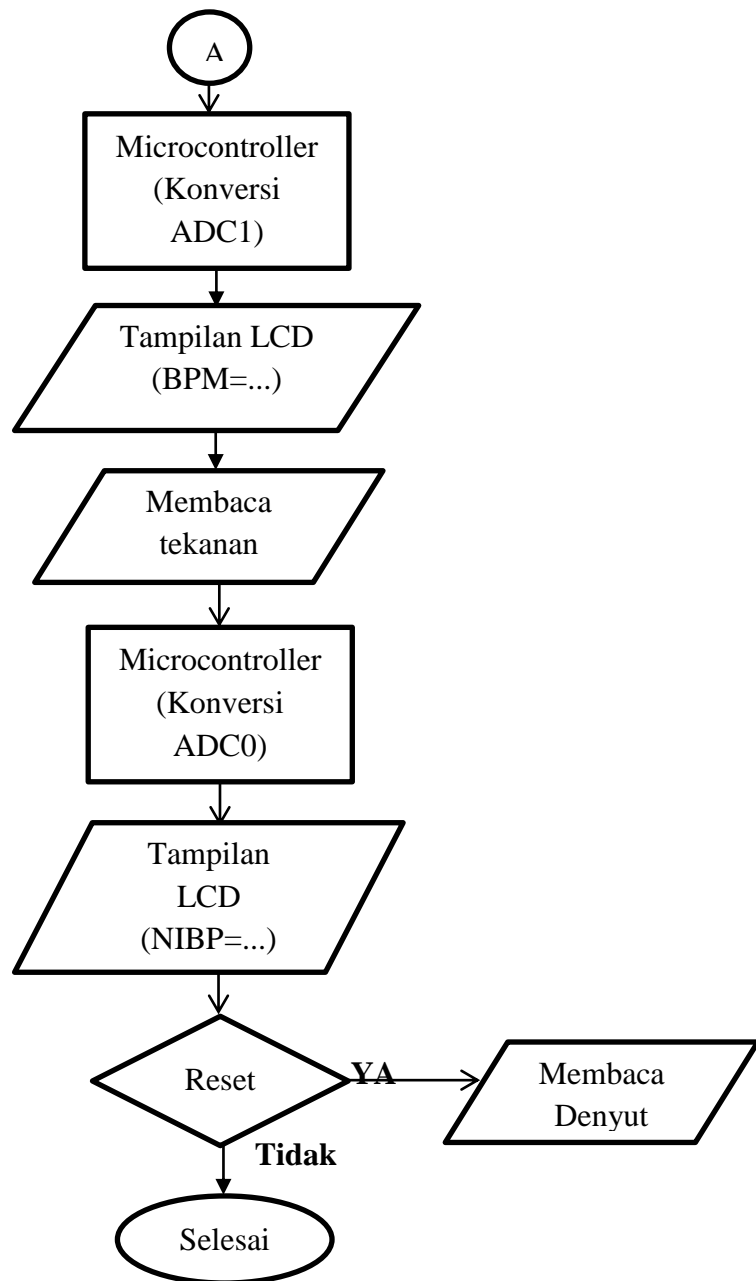 A
Microcontroller
(Konversi
ADC1)
Tampilan LCD
(BPM=...)
Membaca
tekanan
Microcontroller
(Konversi
ADC0)
Tampilan
LCD
(NIBP=...)
Reset
YA
Membaca
Denyut
Tidak
Selesai